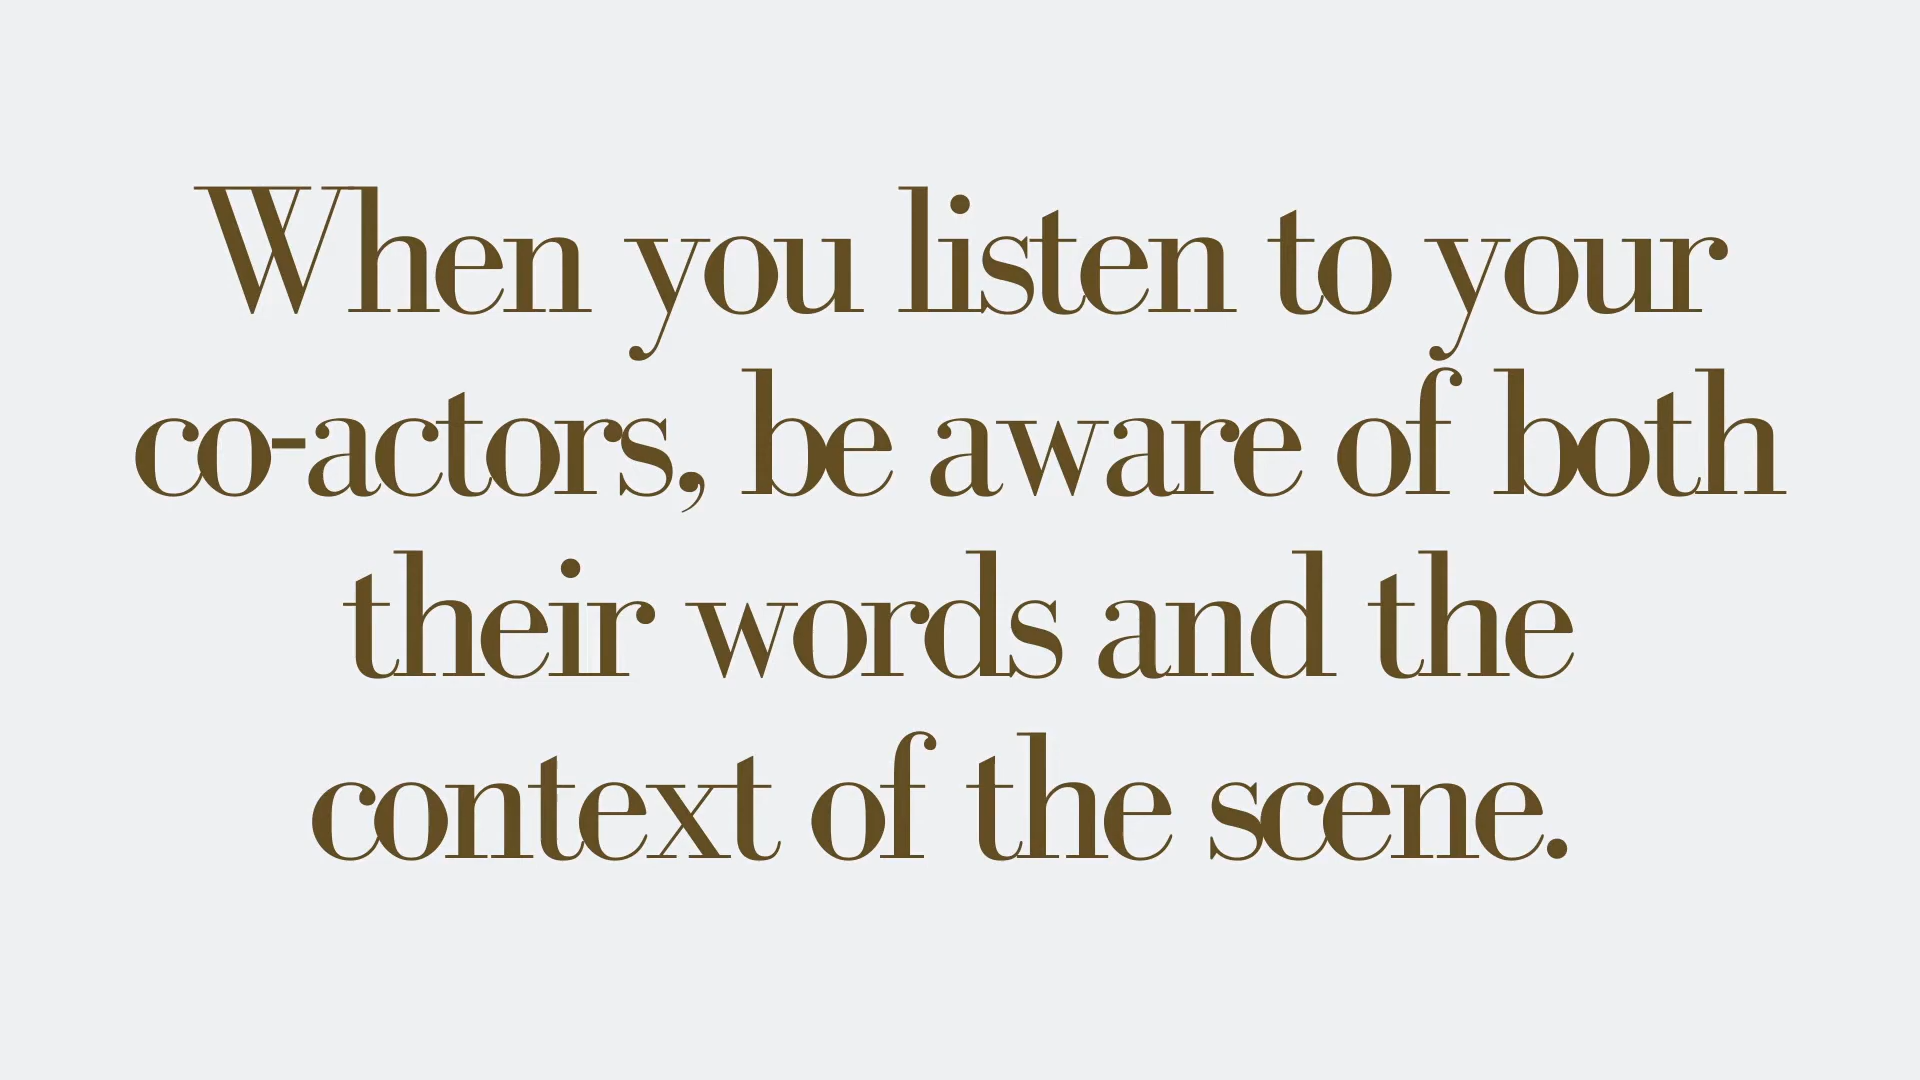 When you listen to your
co-actors, be aware of both
their words and the
context of the scene.